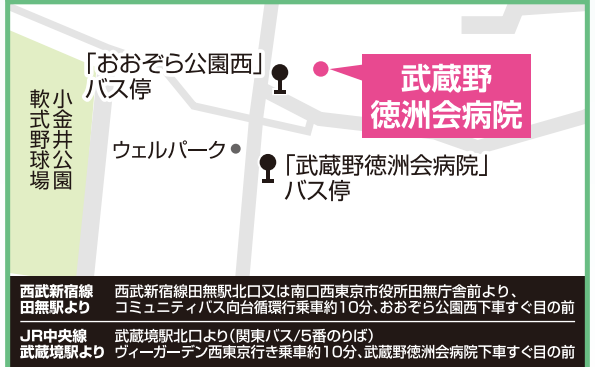 「おおぞら公園西」
バス停
武蔵野
徳洲会病院
小金井公園
軟式野球場
ウェルパーク
「武蔵野徳洲会病院」
バス停
西武新宿線 西武新宿線田無駅北口又は南口西東京市役所田無庁舎前より、
田無駅より コミュニティバス向台循環行乗車約10分、おおぞら公園西下車すぐ目の前
JR中央線 武蔵境駅北口より(関東バス/5番のりば)
武蔵境駅より ヴィーガーデン西東京行き乗車約10分、武蔵野徳洲会病院下車すぐ目の前